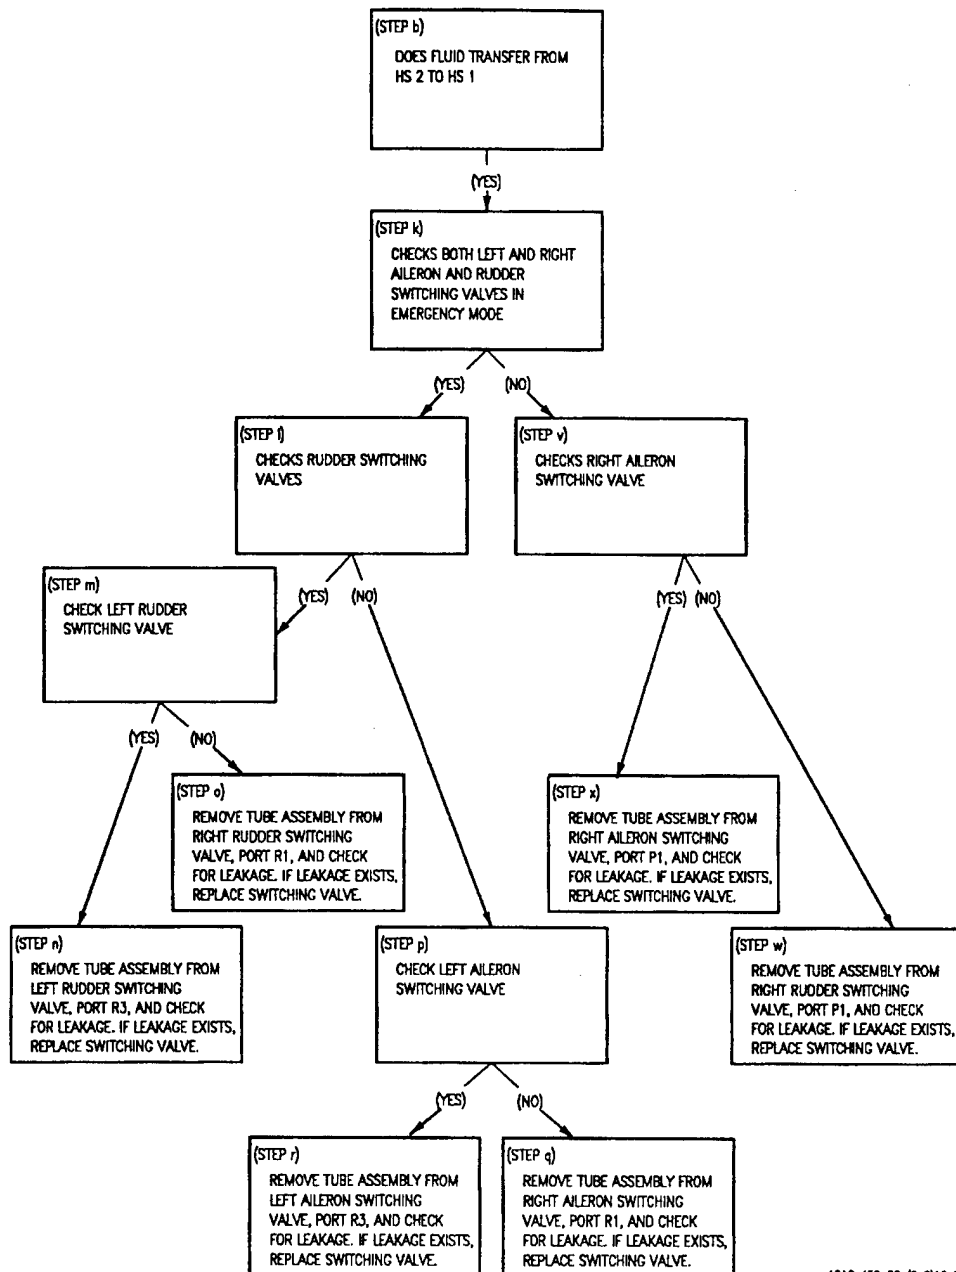 (STEP b)
DOES FLUID TRANSFER FROM
HS 2 TO HS 1
(YES)
(STEP k)
CHECKS BOTH LEFT AND RIGHT
AILERON AND RUDDER
SWITCHING VALVES IN
EMERGENCY MODE
(YES)
(NO)
(STEP l)
CHECKS RUDDER SWITCHING
VALVES
(STEP v)
CHECKS RIGHT AILERON
SWITCHING VALVE
(YES)
(NO)
(YES)
(NO)
(STEP m)
CHECK LEFT RUDDER
SWITCHING VALVE
(YES)
(NO)
(STEP o)
REMOVE TUBE ASSEMBLY FROM
RIGHT RUDDER SWITCHING
VALVE, PORT R1, AND CHECK
FOR LEAKAGE. IF LEAKAGE EXISTS,
REPLACE SWITCHING VALVE.
(STEP x)
REMOVE TUBE ASSEMBLY FROM
RIGHT AILERON SWITCHING
VALVE, PORT P1, AND CHECK
FOR LEAKAGE. IF LEAKAGE EXISTS,
REPLACE SWITCHING VALVE.
(STEP n)
REMOVE TUBE ASSEMBLY FROM
LEFT RUDDER SWITCHING
VALVE, PORT R3, AND CHECK
FOR LEAKAGE. IF LEAKAGE EXISTS,
REPLACE SWITCHING VALVE.
(STEP p)
CHECK LEFT AILERON
SWITCHING VALVE
(STEP w)
REMOVE TUBE ASSEMBLY FROM
RIGHT RUDDER SWITCHING
VALVE, PORT P1, AND CHECK
FOR LEAKAGE. IF LEAKAGE EXISTS,
REPLACE SWITCHING VALVE.
(YES)
(NO)
(STEP r)
REMOVE TUBE ASSEMBLY FROM
LEFT AILERON SWITCHING
VALVE, PORT R3, AND CHECK
FOR LEAKAGE. IF LEAKAGE EXISTS,
REPLACE SWITCHING VALVE.
(STEP q)
REMOVE TUBE ASSEMBLY FROM
RIGHT AILERON SWITCHING
VALVE, PORT R1, AND CHECK
FOR LEAKAGE. IF LEAKAGE EXISTS,
REPLACE SWITCHING VALVE.